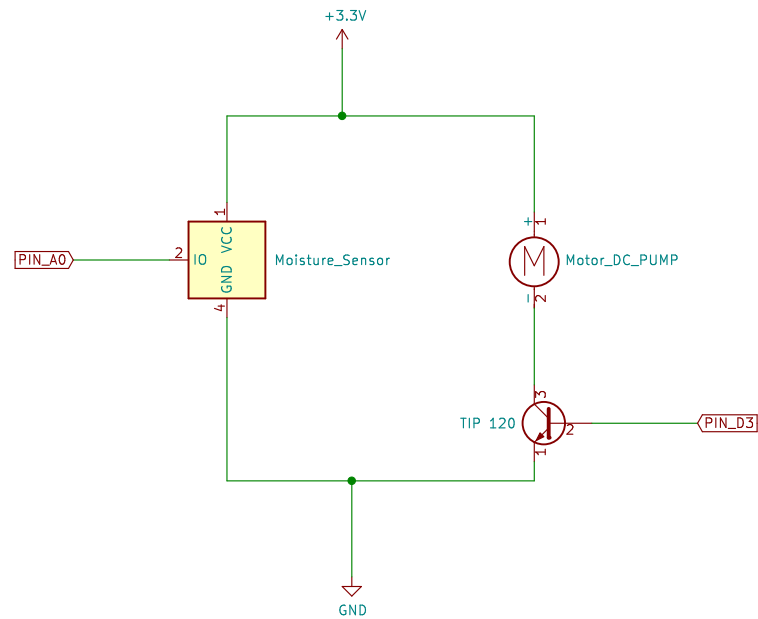 +3.3V
1
VCC
+
1
PIN_A0
2
IO
Moisture_Sensor
M
Motor_DC_PUMP
GND
4
-
2
3
TIP 120
2
PIN_D3
1
GND